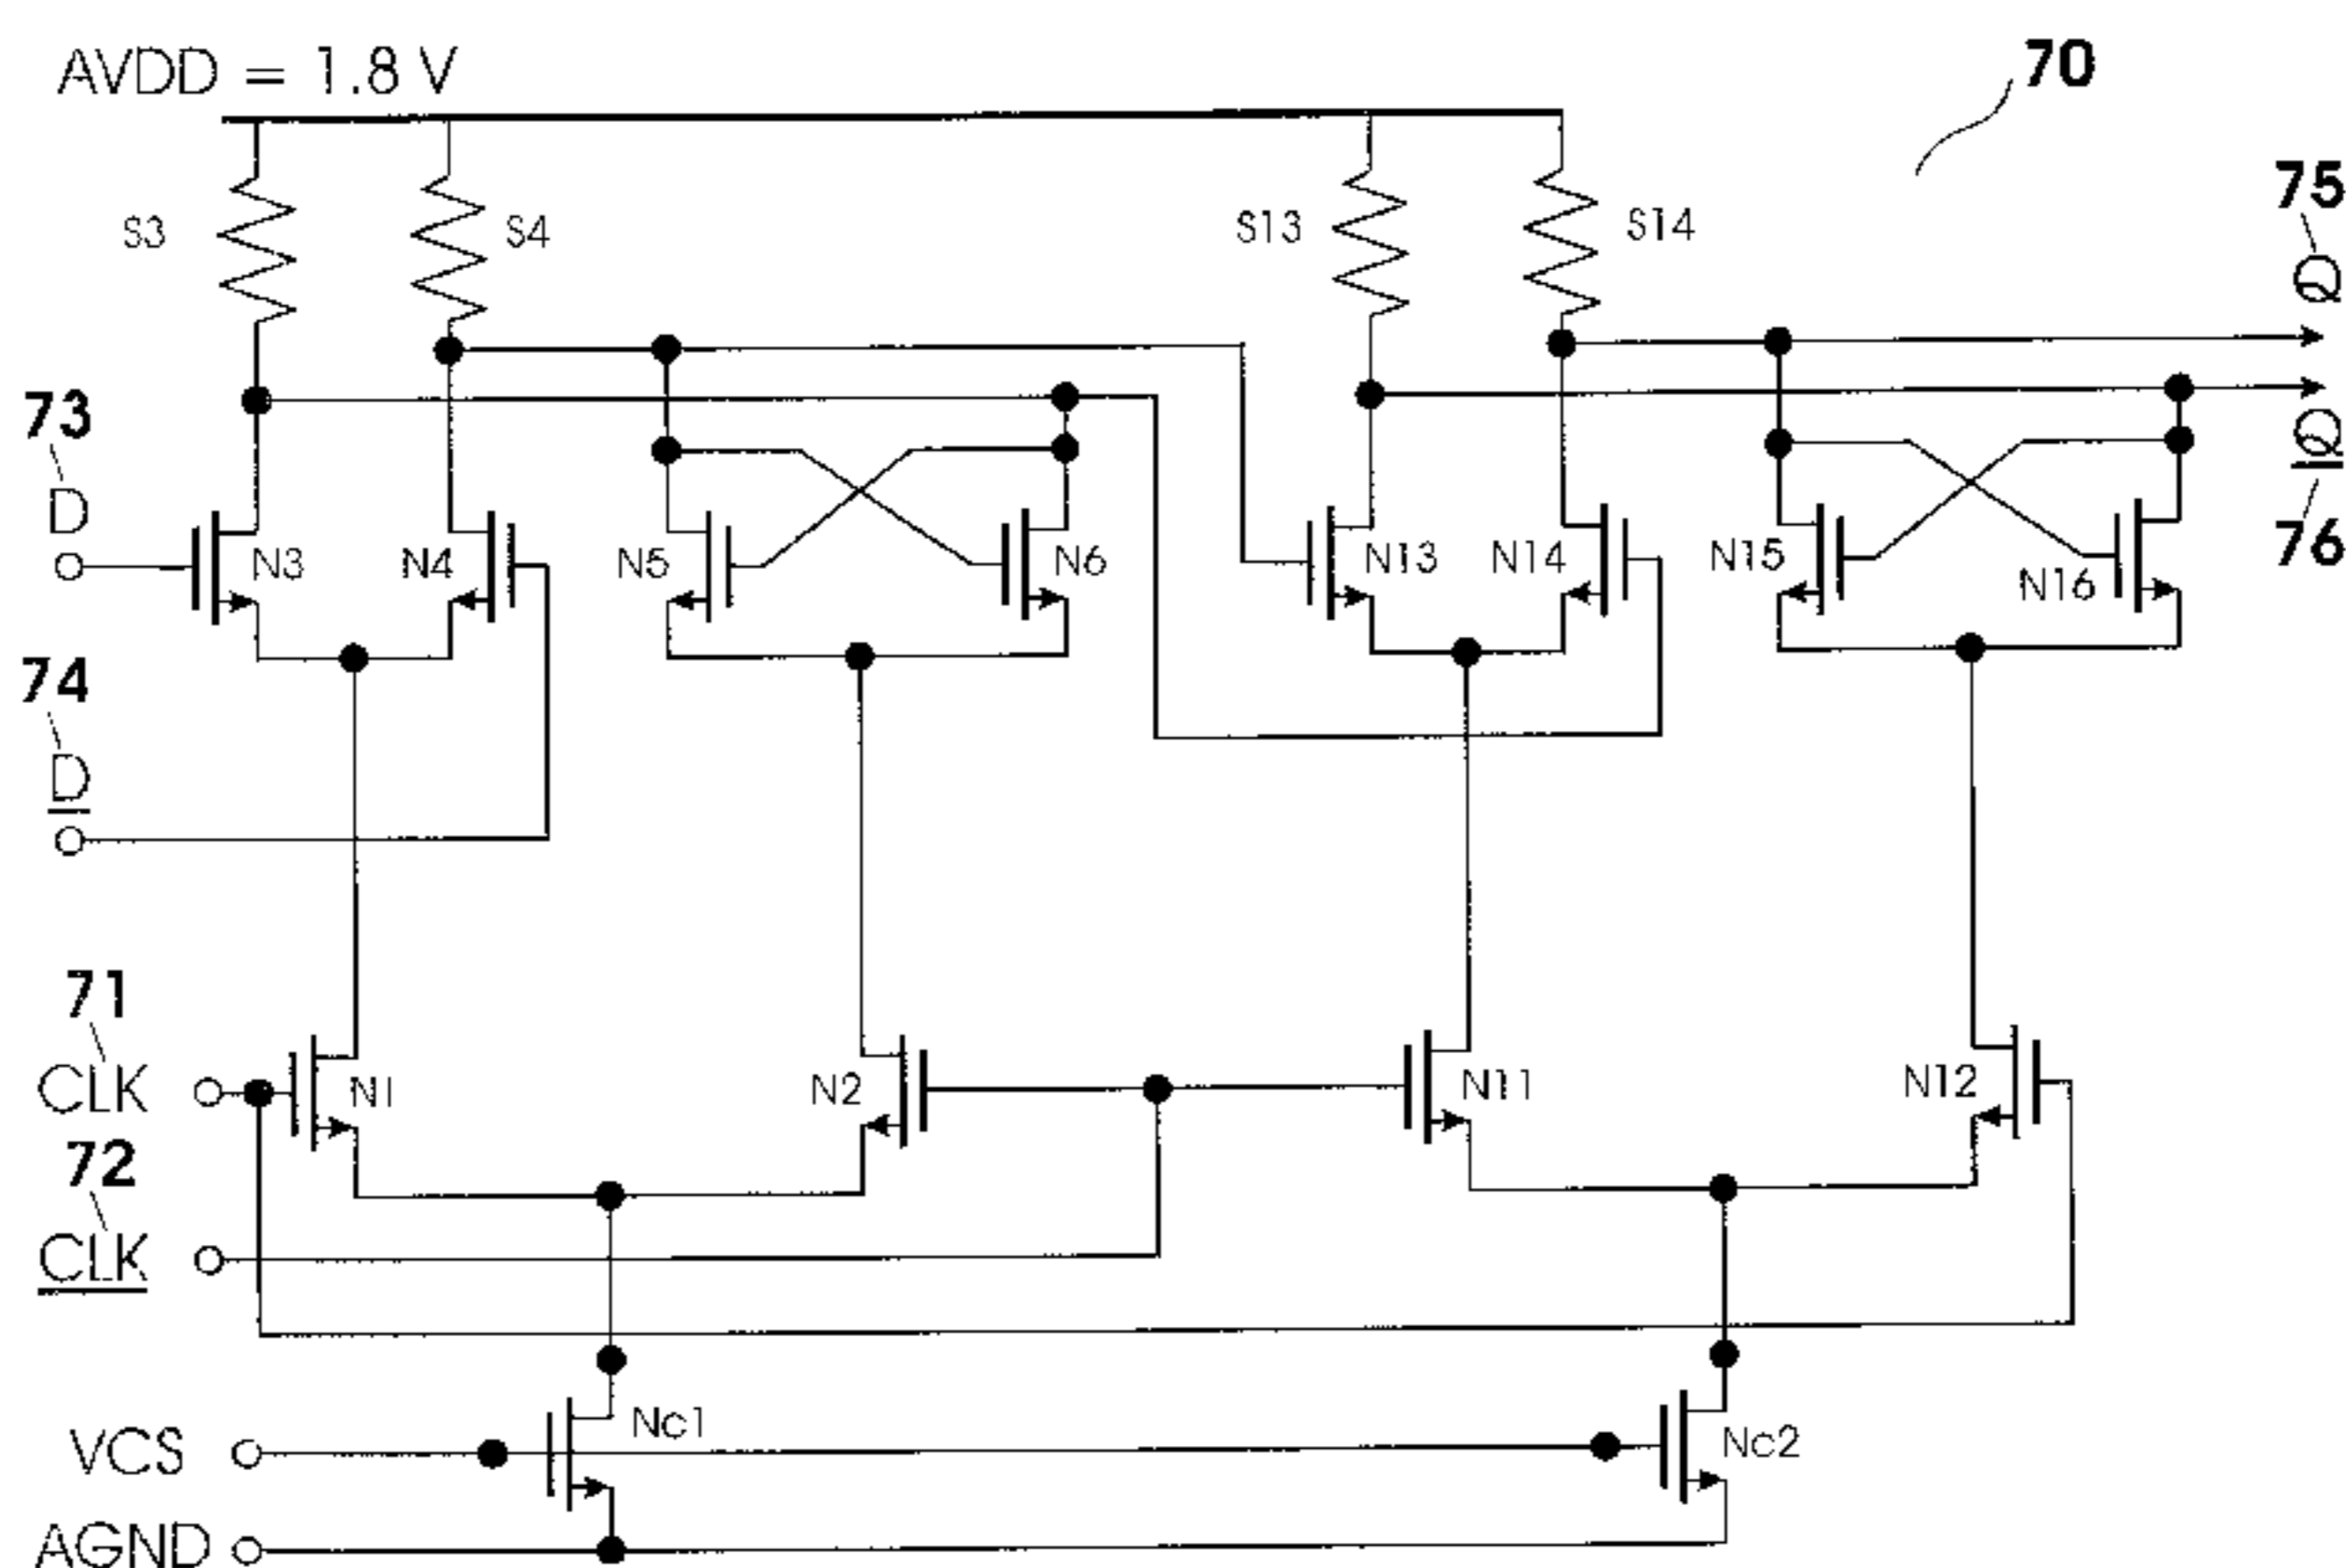 AVDD = 1.8 V
70
75
Q
S3
S4
S13
S14
Q
76
73
D
N3
N4
N5
N6
N13
N14
N15
N16
74
D
71
CLK
N1
N2
N11
N12
72
CLK
VCS
Nc1
Nc2
AGND